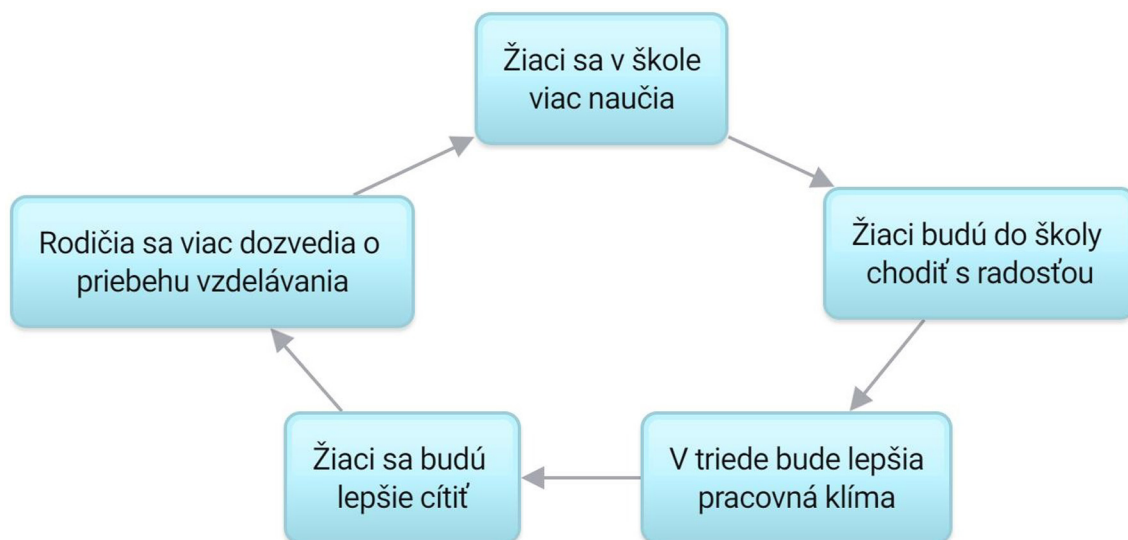 Žiaci sa v škole
viac naučia
Žiaci budú do školy
chodiť s radosťou
V triede bude lepšia
pracovná klíma
Žiaci sa budú
lepšie cítiť
Rodičia sa viac dozvedia o
priebehu vzdelávania